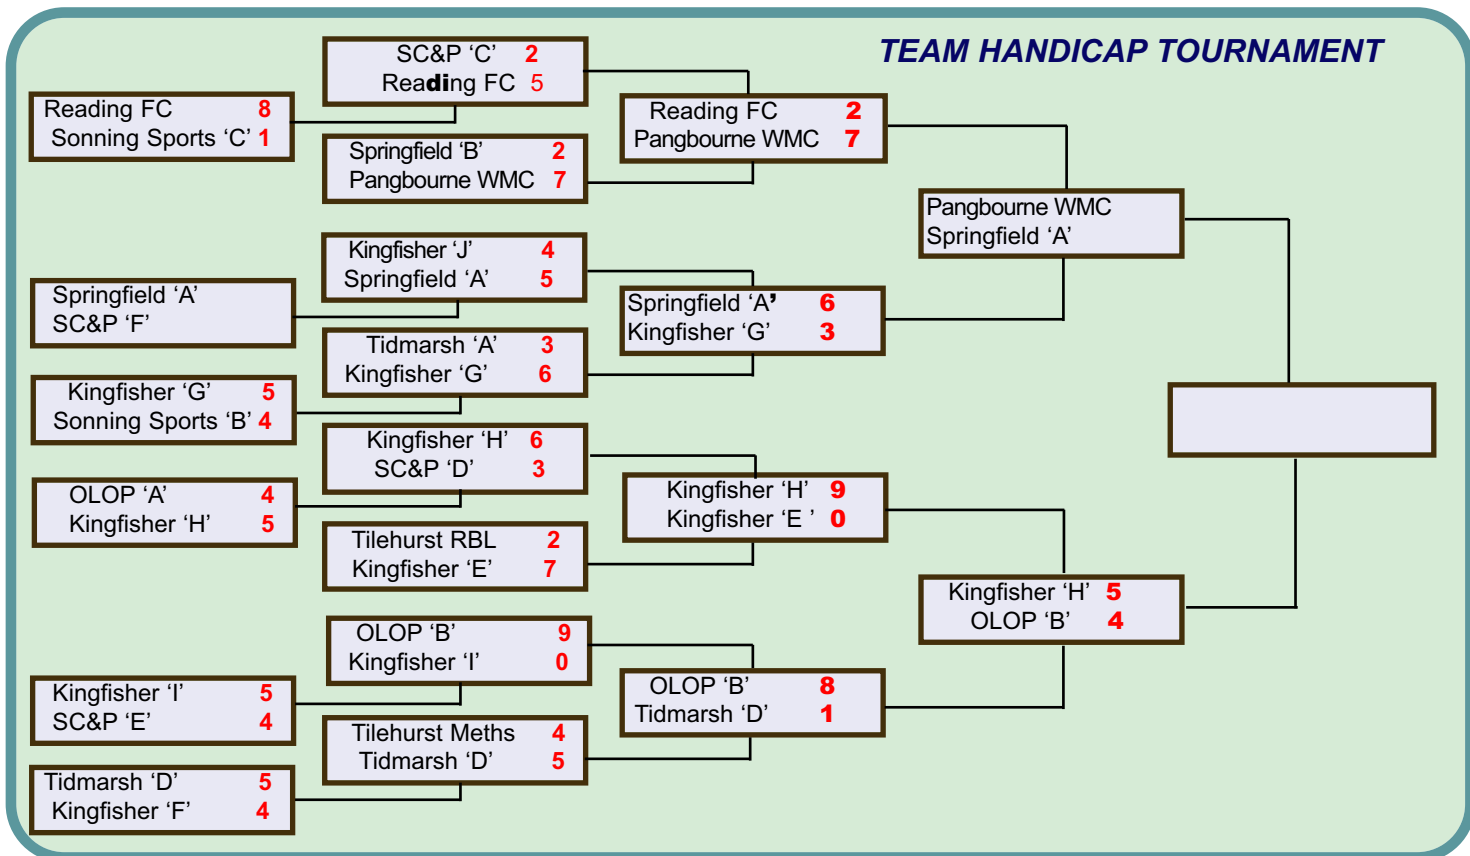 TEAM HANDICAP TOURNAMENT
Reading FC 8
Sonning Sports ‘C’ 1
Springfield ‘A’
SC&P ‘F’
Kingfisher ‘G’ 5
Sonning Sports ‘B’ 4
OLOP ‘A’ 4
Kingfisher ‘H’ 5
Kingfisher ‘I’ 5
SC&P ‘E’ 4
Tidmarsh ‘D’ 5
Kingfisher ‘F’ 4
SC&P ‘C’ 2
Reading FC 5
Springfield ‘B’ 2
Pangbourne WMC 7
Kingfisher ‘J’ 4
Springfield ‘A’ 5
Tidmarsh ‘A’ 3
Kingfisher ‘G’ 6
Kingfisher ‘H’ 6
SC&P ‘D’ 3
Tilehurst RBL 2
Kingfisher ‘E’ 7
OLOP ‘B’ 9
Kingfisher ‘I’ 0
Tilehurst Meths 4
Tidmarsh ‘D’ 5
Reading FC 2
Pangbourne WMC 7
Springfield ‘A’ 6
Kingfisher ‘G’ 3
Kingfisher ‘H’ 9
Kingfisher ‘E ’ 0
OLOP ‘B’ 8
Tidmarsh ‘D’ 1
Pangbourne WMC
Springfield ‘A’
Kingfisher ‘H’ 5
OLOP ‘B’ 4